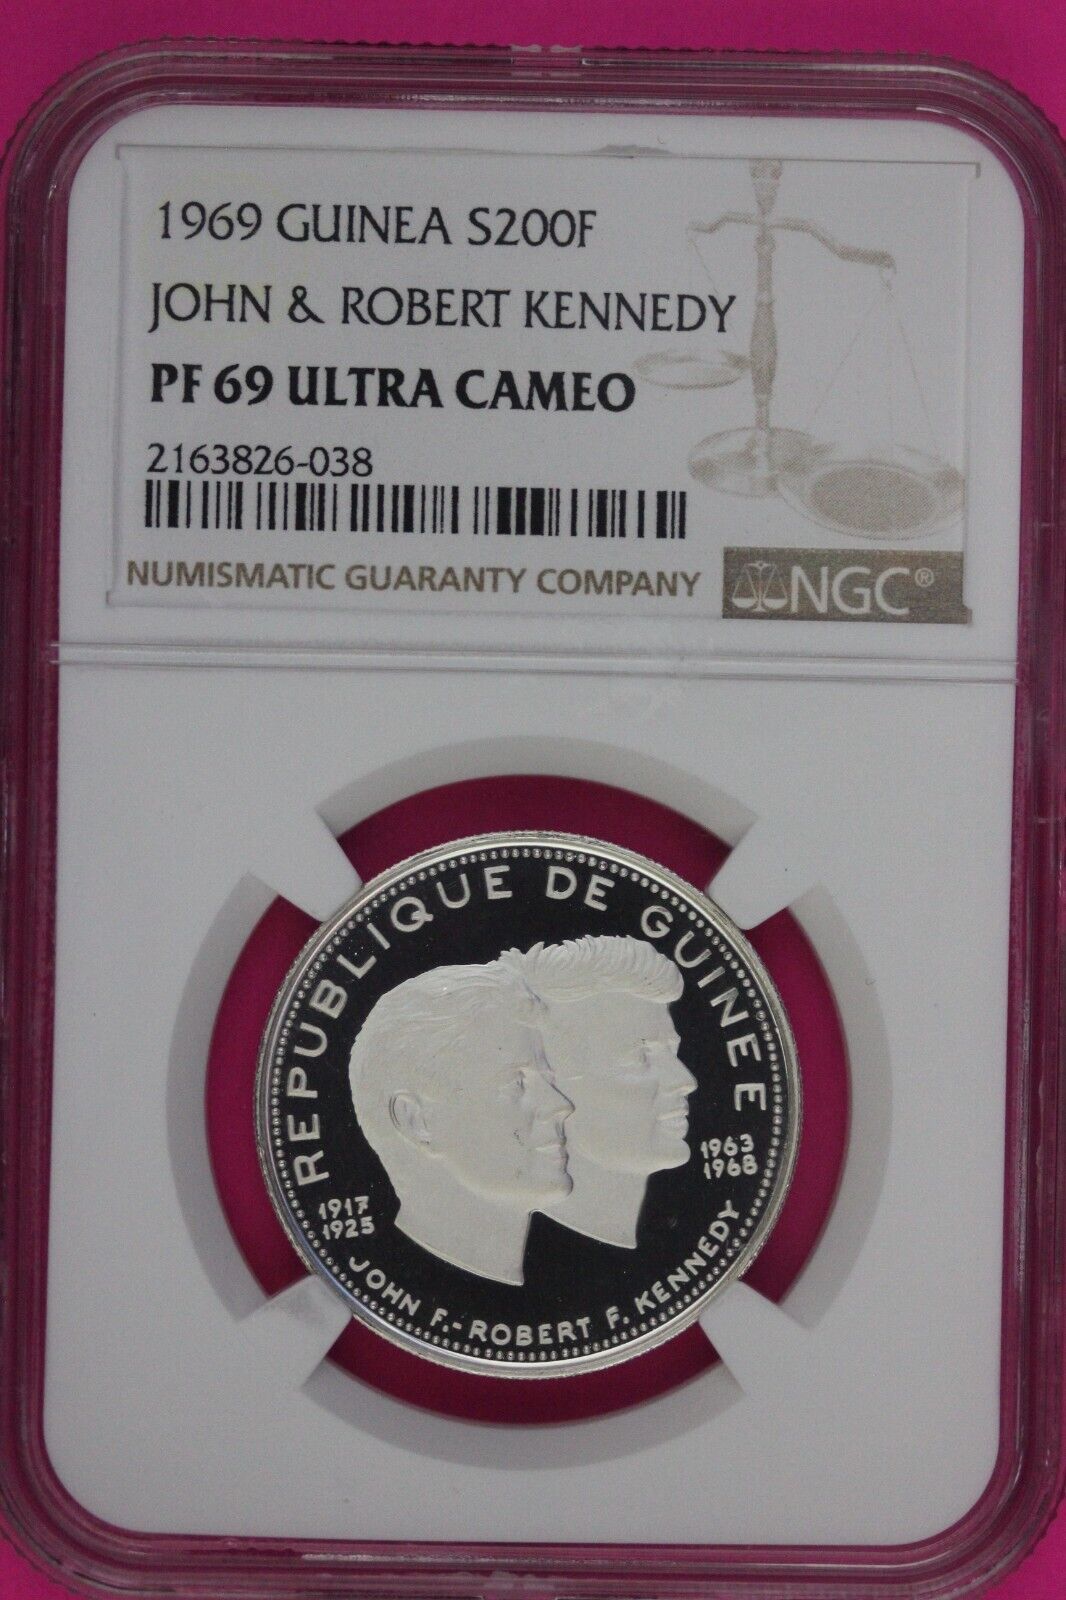 1969 GUINEA S200F
JOHN & ROBERT KENNEDY
PF 69 ULTRA CAMEO
2163826-038
NUMISMATIC GUARANTY COMPANY
NGC®
REPUBLIQUE DE GUINEE
1963
1968
1917
1925
JOHN F.-ROBERT F. KENNEDY